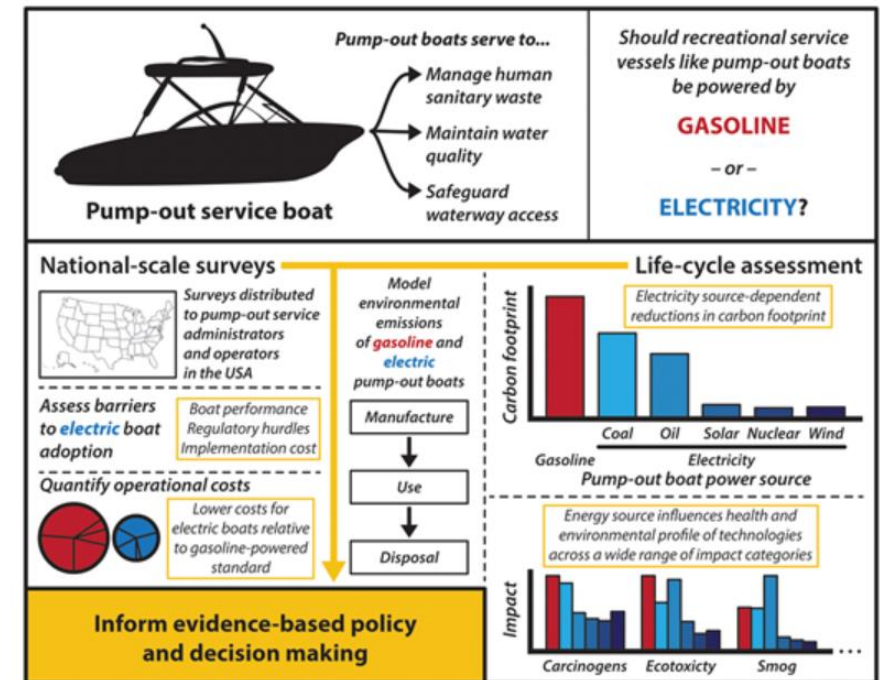 Pump-out boats serve to...
Manage human
sanitary waste
Maintain water
quality
Safeguard
waterway access
Pump-out service boat
Should recreational service
vessels like pump-out boats
be powered by
GASOLINE
– or –
ELECTRICITY?
National-scale surveys
Surveys distributed
to pump-out service
administrators
and operators
in the USA
Assess barriers
to electric boat
adoption
Boat performance
Regulatory hurdles
Implementation cost
Quantify operational costs
Lower costs for
electric boats relative
to gasoline-powered
standard
Model
environmental
emissions
of gasoline and
electric
pump-out boats
Manufacture
Use
Disposal
Inform evidence-based policy
and decision making
Life-cycle assessment
Electricity source-dependent
reductions in carbon footprint
Carbon footprint
Coal Oil Solar Nuclear Wind
Gasoline Electricity
Pump-out boat power source
Energy source influences health and
environmental profile of technologies
across a wide range of impact categories
Impact
Carcinogens Ecotoxicty Smog ...